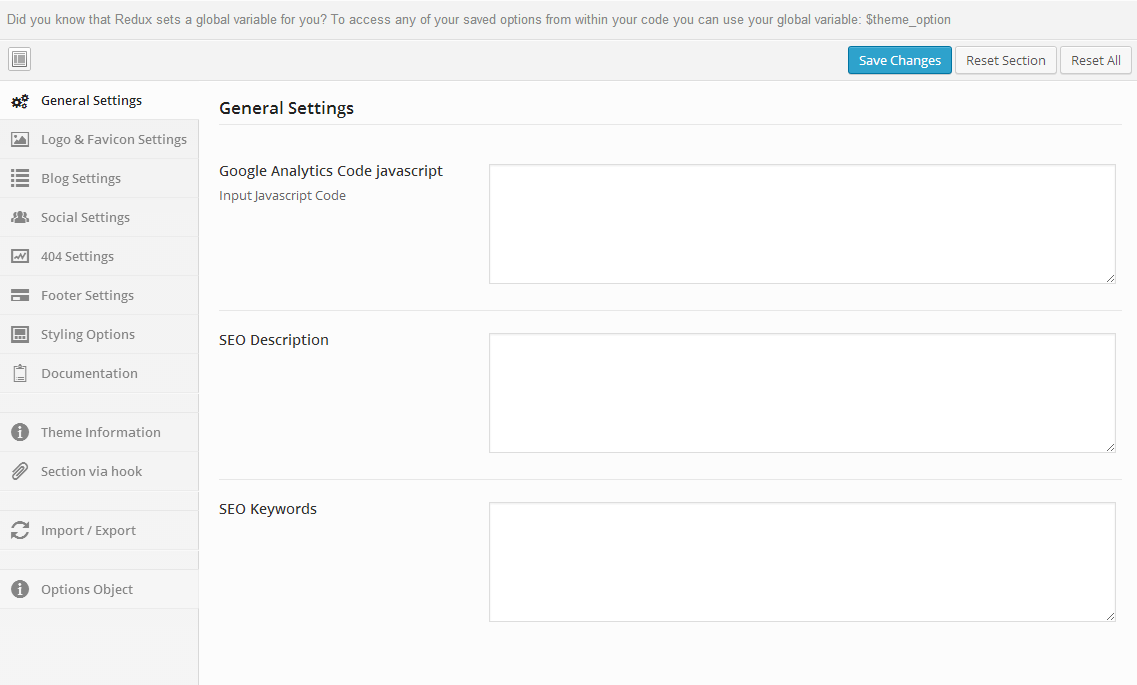 Did you know that Redux sets a global variable for you? To access any of your saved options from within your code you can use your global variable: $theme_option
Save Changes
Reset Section
Reset All
General Settings
Logo & Favicon Settings
Blog Settings
Social Settings
404 Settings
Footer Settings
Styling Options
Documentation
Theme Information
Section via hook
Import / Export
Options Object
General Settings
Google Analytics Code javascript
Input Javascript Code
SEO Description
SEO Keywords